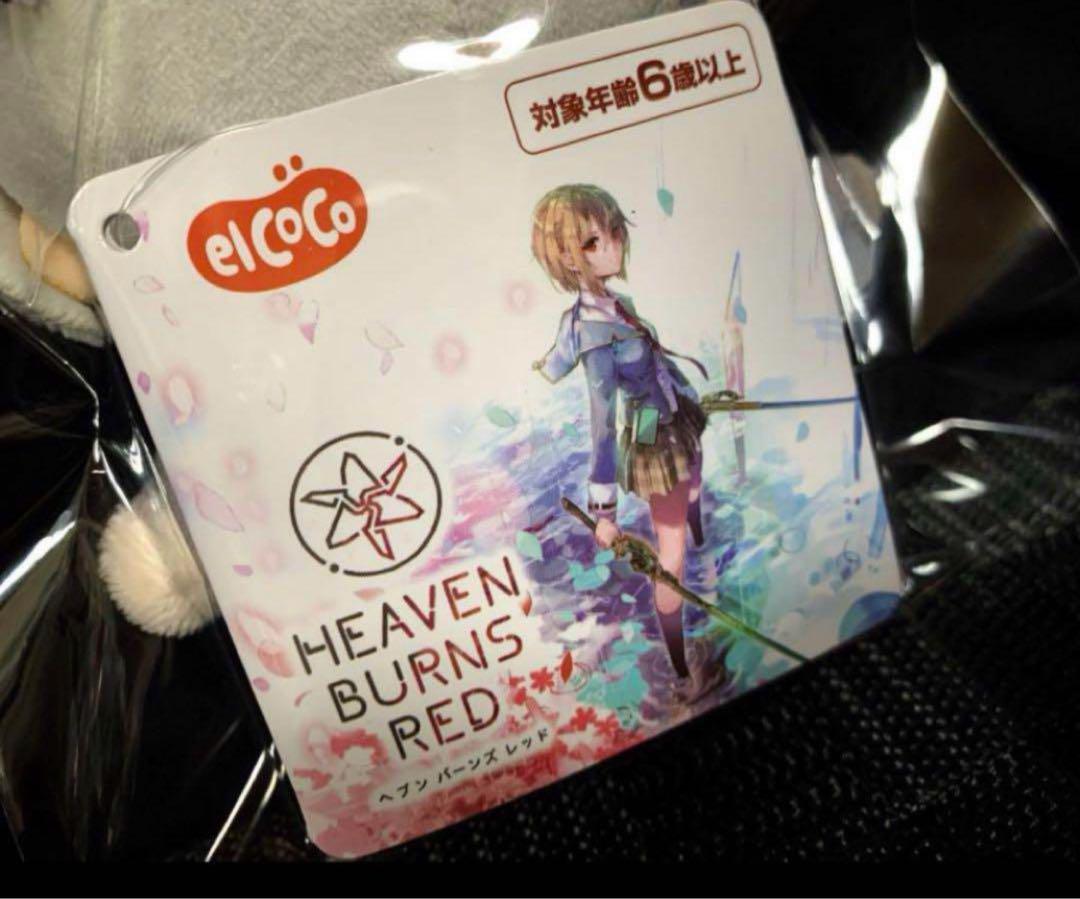 対象年齢6歳以上
elcoco
HEAVEN
BURNS
RED
ヘブン バーンズ レッド